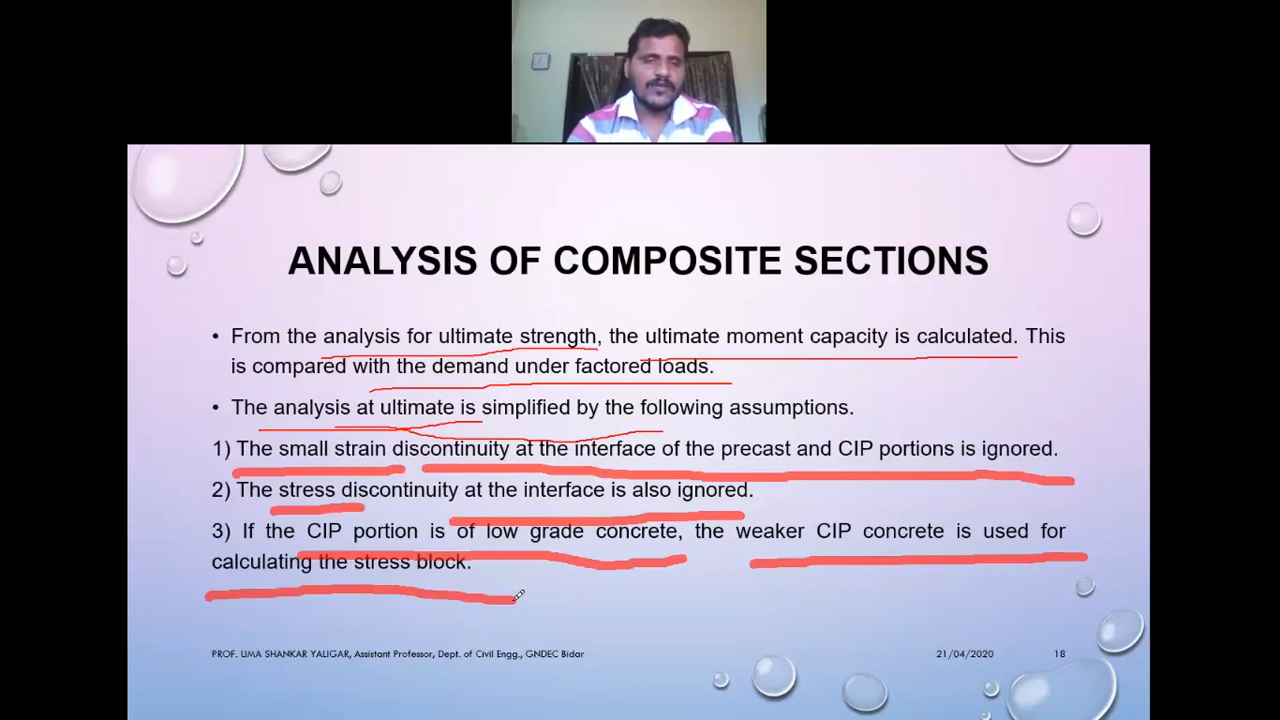 ANALYSIS OF COMPOSITE SECTIONS
• From the analysis for ultimate strength, the ultimate moment capacity is calculated. This
is compared with the demand under factored loads.
• The analysis at ultimate is simplified by the following assumptions.
1) The small strain discontinuity at the interface of the precast and CIP portions is ignored.
2) The stress discontinuity at the interface is also ignored.
3) If the CIP portion is of low grade concrete, the weaker CIP concrete is used for
calculating the stress block.
PROF. UMA SHANKAR YALIGAR, Assistant Professor, Dept. of Civil Engg., GNDEC Bidar 21/04/2020 18